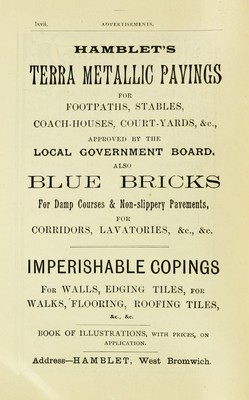 lxvii. ADVERTISEMENTS.
HAMBLET'S
TERRA METALLIC PAVINGS
FOR
FOOTPATHS, STABLES,
COACH-HOUSES, COURT-YARDS, &c.,
APPROVED BY THE
LOCAL GOVERNMENT BOARD.
ALSO
BLUE BRICKS
For Damp Courses & Non-slippery Pavements,
FOR
CORRIDORS, LAVATORIES, &c., &c.
IMPERISHABLE COPINGS
FOR WALLS, EDGING TILES, FOR
WALKS, FLOORING, ROOFING TILES,
&c., &c.
BOOK OF ILLUSTRATIONS, WITH PRICES, ON
APPLICATION.
Address—HAMBLET, West Bromwich.